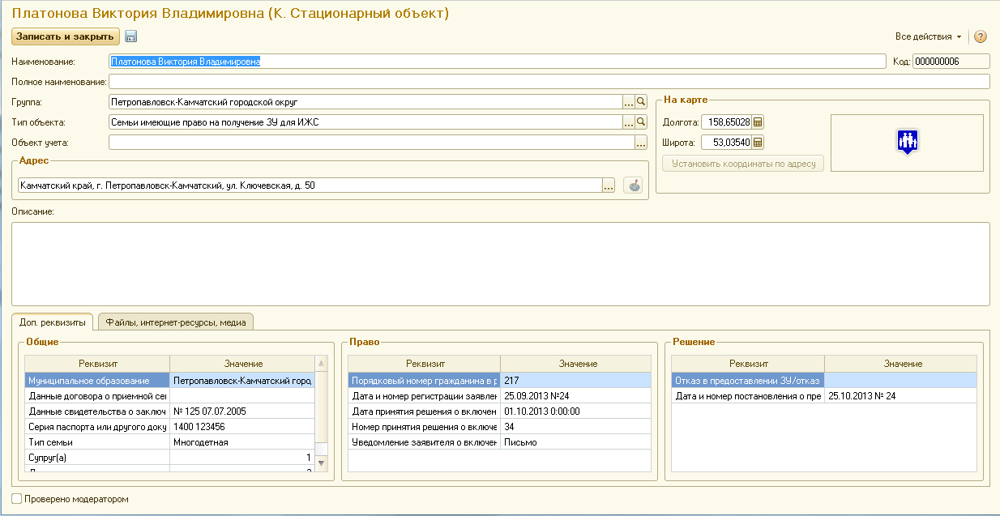 Платонова Виктория Владимировна (К. Стационарный объект)
Записать и закрыть
Все действия
?
Наименование: Платонова Виктория Владимировна Код: 000000006
Полное наименование:
Группа: Петропавловск-Камчатский городской округ ...
На карте
Тип объекта: Семьи имеющие право на получение ЗУ для ИЖС ...
Долгота: 158,65028
Объект учета: ...
Широта: 53,03540
Установить координаты по адресу
Адрес
Камчатский край, г. Петропавловск-Камчатский, ул. Ключевская, д. 50 ...
Описание:
Доп. реквизиты Файлы, интернет-ресурсы, медиа
Общие
Реквизит Значение
Муниципальное образование Петропавловск-Камчатский горо,
Данные договора о приемной сеι
Данные свидетельства о заключ № 125 07.07.2005
Серия паспорта или другого доку 1400 123456
Тип семьи Многодетная
Супруг(а) 1
Право
Реквизит Значение
Порядковый номер гражданина в р 217
Дата и номер регистрации заявлен 25.09.2013 №24
Дата принятия решения о включен 01.10.2013 0:00:00
Номер принятия решения о включе 34
Уведомление заявителя о включен Письмо
Решение
Реквизит Значение
Отказ в предоставлении ЗУ/отказ
Дата и номер постановления о пре 25.10.2013 № 24
Проверено модератором